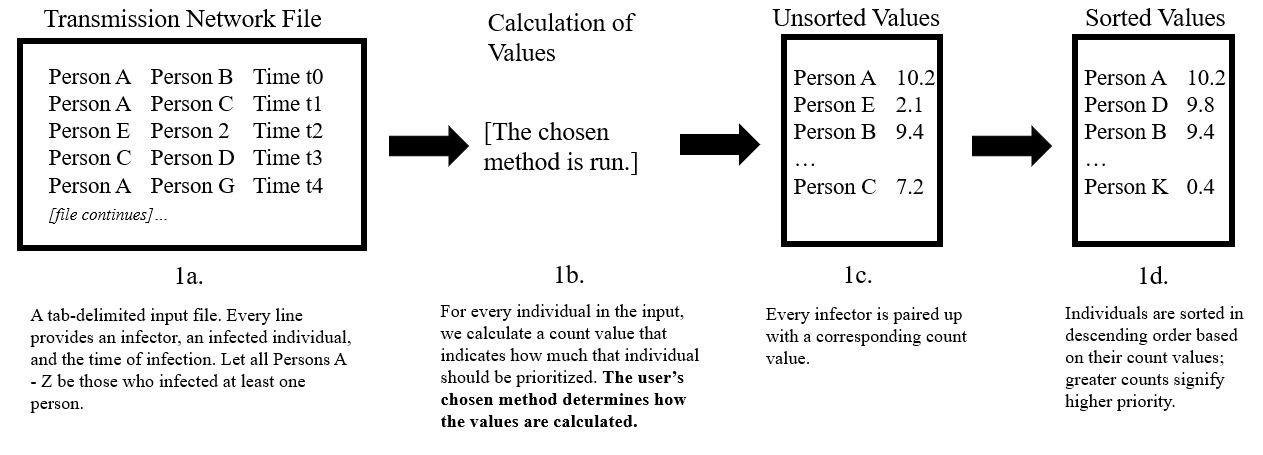 Transmission Network File
Person A Person B Time t0
Person A Person C Time t1
Person E Person 2 Time t2
Person C Person D Time t3
Person A Person G Time t4
[file continues]…
1a.
A tab-delimited input file. Every line
provides an infector, an infected individual,
and the time of infection. Let all Persons A
- Z be those who infected at least one
person.
Calculation of
Values
[The chosen
method is run.]
1b.
For every individual in the input,
we calculate a count value that
indicates how much that individual
should be prioritized. The user’s
chosen method determines how
the values are calculated.
Unsorted Values
Person A 10.2
Person E 2.1
Person B 9.4
…
Person C 7.2
1c.
Every infector is paired up
with a corresponding count
value.
Sorted Values
Person A 10.2
Person D 9.8
Person B 9.4
…
Person K 0.4
1d.
Individuals are sorted in
descending order based
on their count values;
greater counts signify
higher priority.